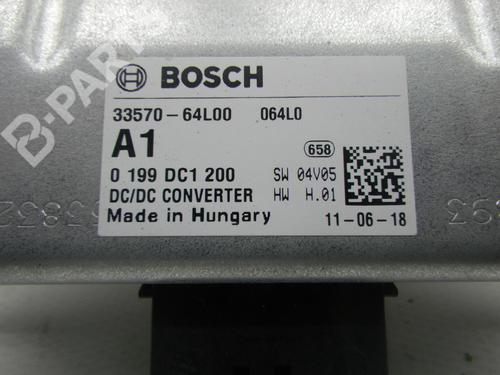 B-PARTS
BOSCH
33570-64L00 064L0
A1
658
0 199 DC1 200 SW 04V05
DC/DC CONVERTER HW H.01
Made in Hungary 11-06-18